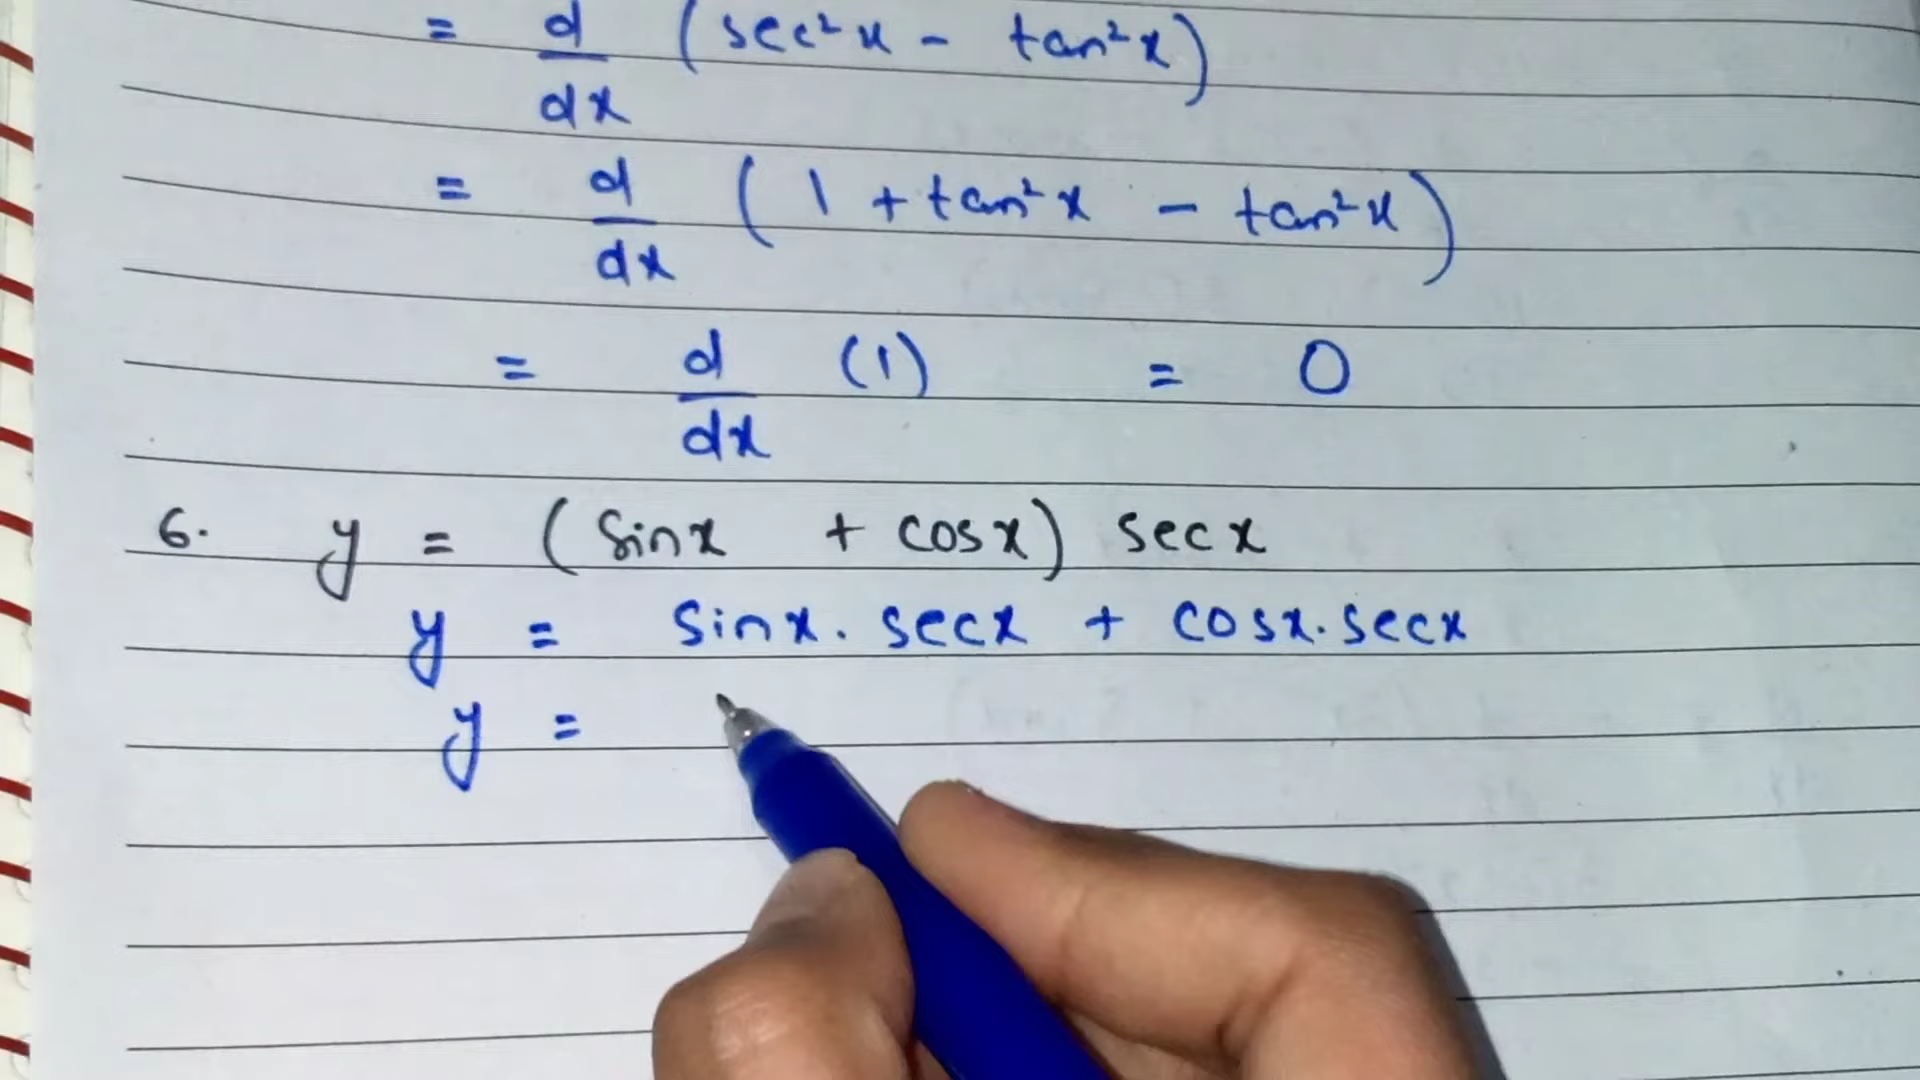 = d/dx (sec²x - tan²x)
= d/dx (1 + tan²x - tan²x)
= d/dx (1) = 0
6. y = (sinx + cosx) secx
y = sinx. secx + cosx. secx
y =